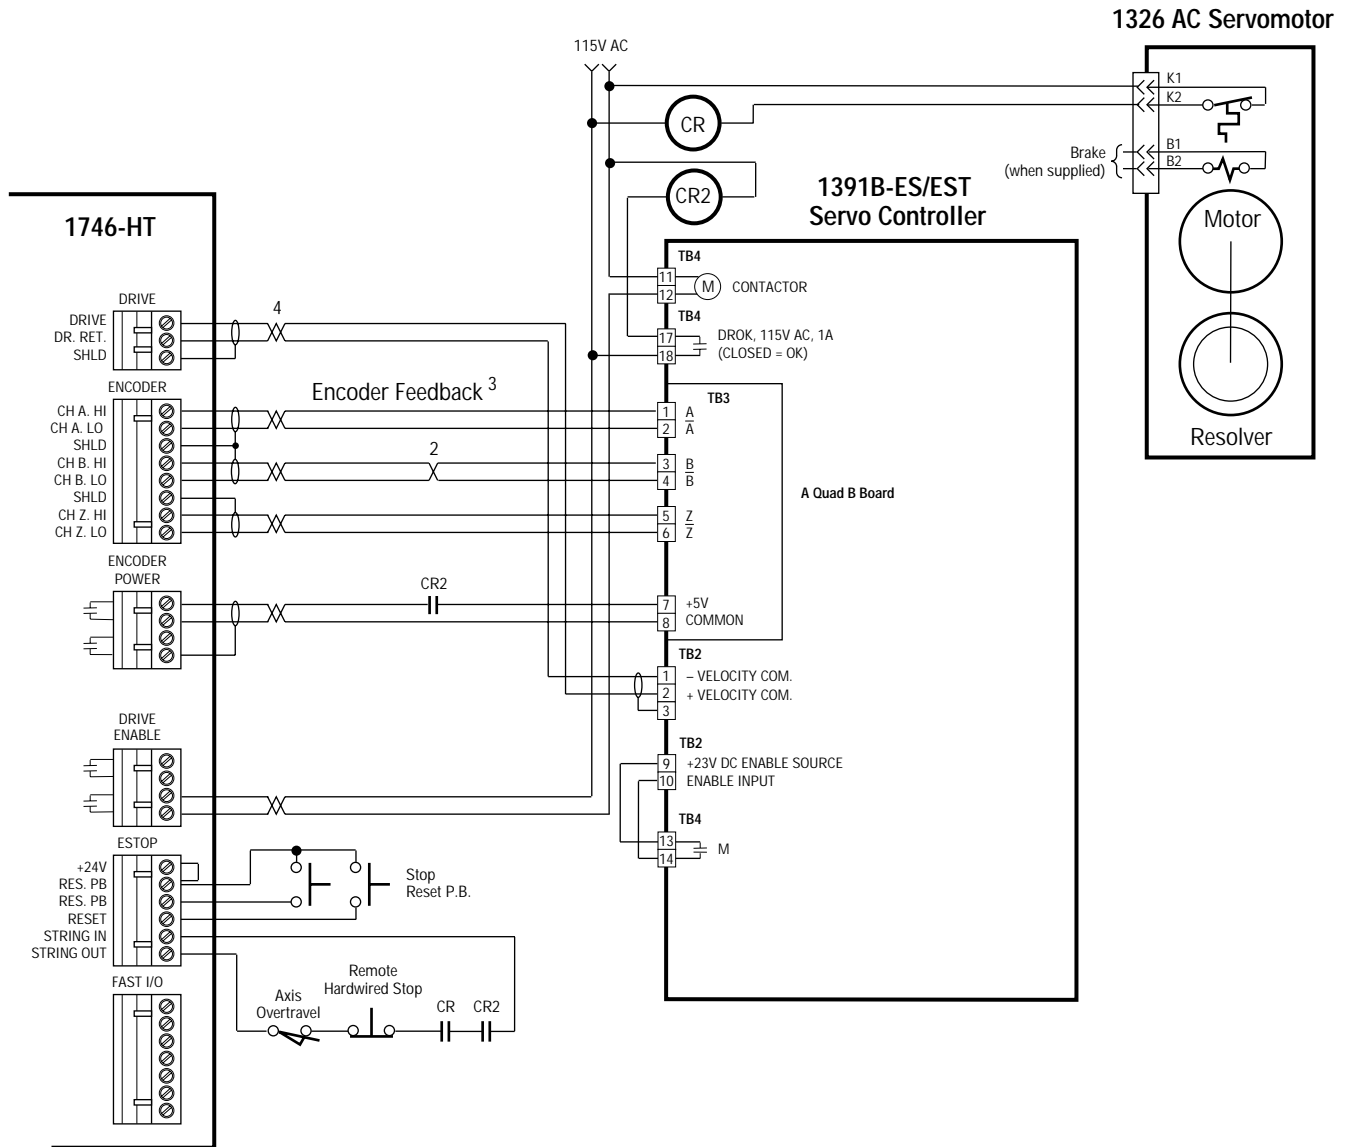 1326 AC Servomotor
115V AC
K1
K2
CR
B1
B2
Brake
(when supplied)
CR2
1391B-ES/EST
Servo Controller
Motor
Resolver
1746-HT
TB4
11
12
M
CONTACTOR
TB4
17
18
DROK, 115V AC, 1A
(CLOSED = OK)
DRIVE
DRIVE
DR. RET.
SHLD
4
ENCODER
CH A. HI
CH A. LO
SHLD
CH B. HI
CH B. LO
SHLD
CH Z. HI
CH Z. LO
Encoder Feedback 3
2
TB3
1 A
2 A̅
3 B
4 B̅
5 Z
6 Z̅
A Quad B Board
ENCODER
POWER
CR2
7 +5V
8 COMMON
TB2
1 – VELOCITY COM.
2 + VELOCITY COM.
3
DRIVE
ENABLE
TB2
9 +23V DC ENABLE SOURCE
10 ENABLE INPUT
TB4
13
14
M
ESTOP
+24V
RES. PB
RES. PB
RESET
STRING IN
STRING OUT
Stop
Reset P.B.
FAST I/O
Axis
Overtravel
Remote
Hardwired Stop
CR
CR2